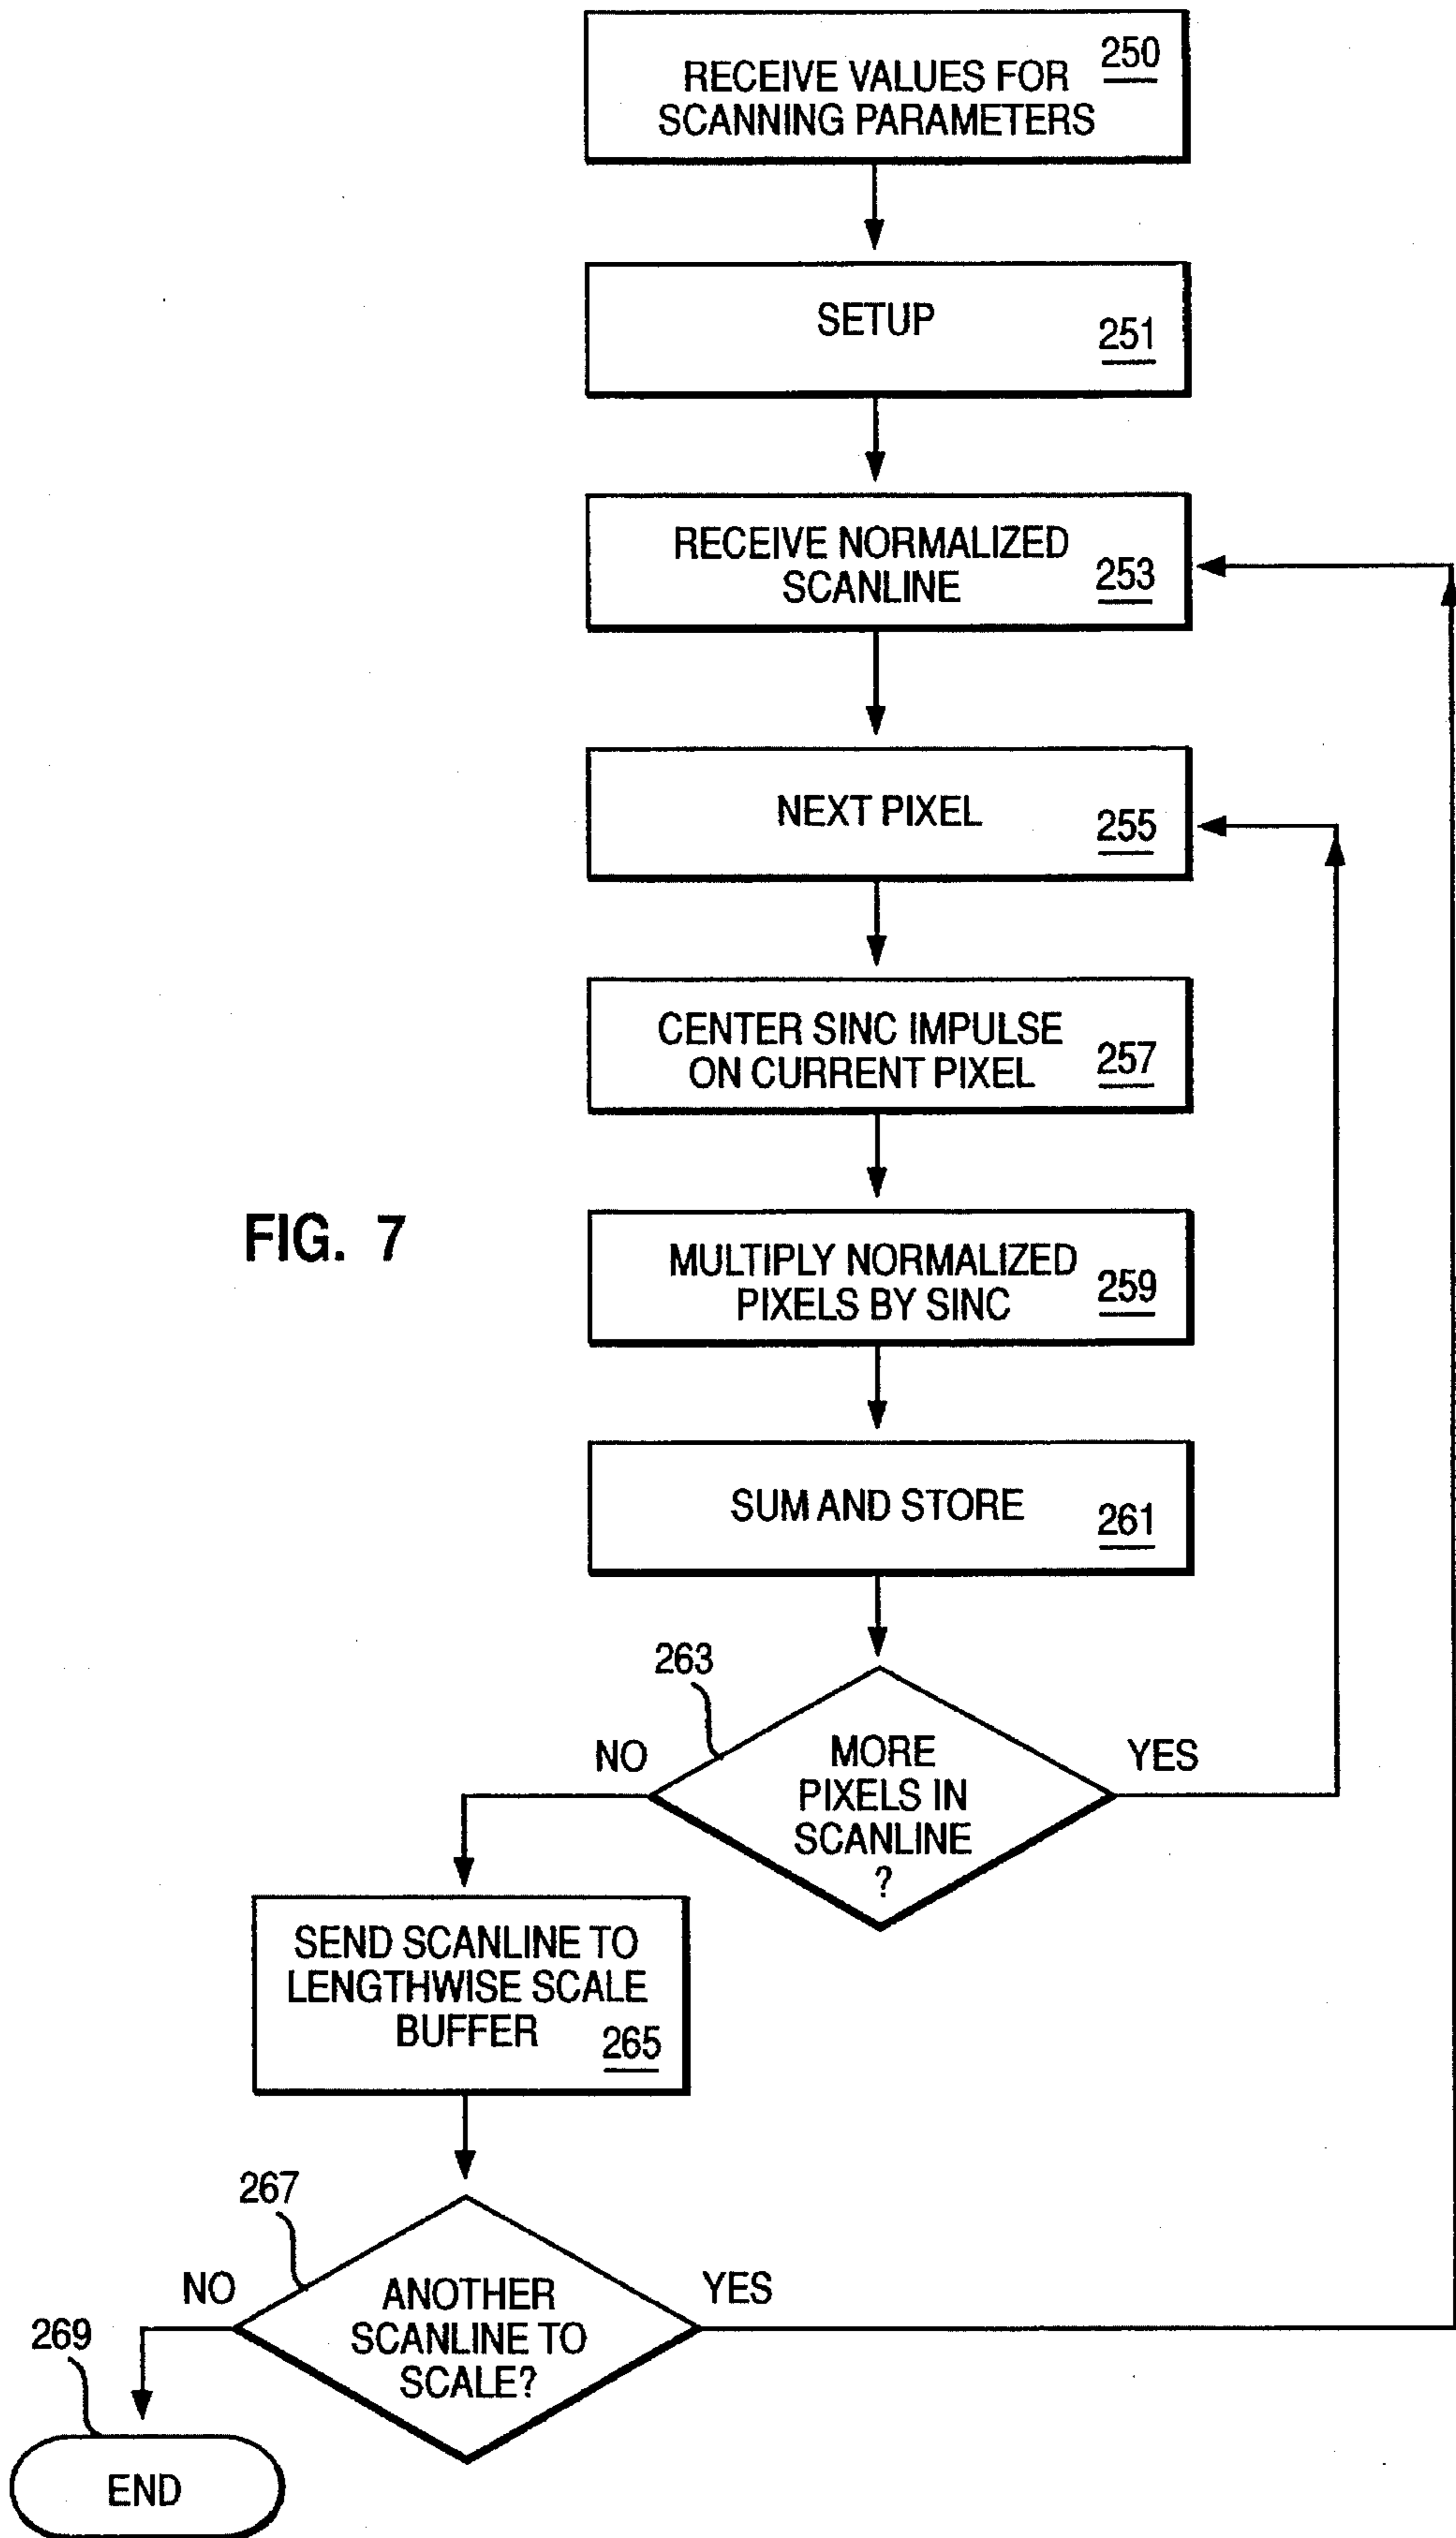 250
RECEIVE VALUES FOR
SCANNING PARAMETERS
SETUP
251
RECEIVE NORMALIZED
SCANLINE
253
NEXT PIXEL
255
CENTER SINC IMPULSE
ON CURRENT PIXEL
257
FIG. 7
MULTIPLY NORMALIZED
PIXELS BY SINC
259
SUM AND STORE
261
263
NO
MORE
PIXELS IN
SCANLINE
?
YES
SEND SCANLINE TO
LENGTHWISE SCALE
BUFFER
265
267
NO
ANOTHER
SCANLINE TO
SCALE?
YES
269
END